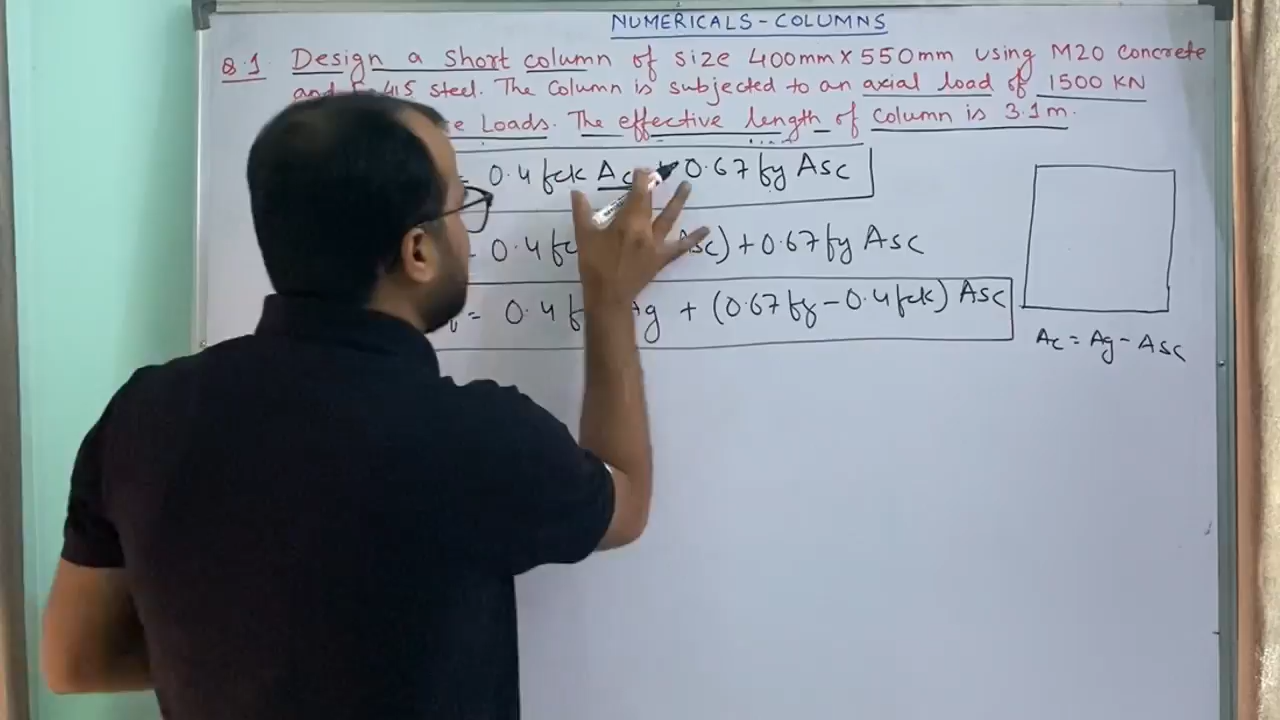 NUMERICALS - COLUMNS
Q.1 Design a short column of size 400mm x 550mm using M20 concrete
and 415 steel. The column is subjected to an axial load of 1500 KN
Loads. The effective length of column is 3.1m.
= 0.4 fck Ac + 0.67 fy Asc
= 0.4 Asc) + 0.67 fy Asc
= 0.4 Ag + (0.67 fy - 0.4 fck) Asc
Ac = Ag - Asc